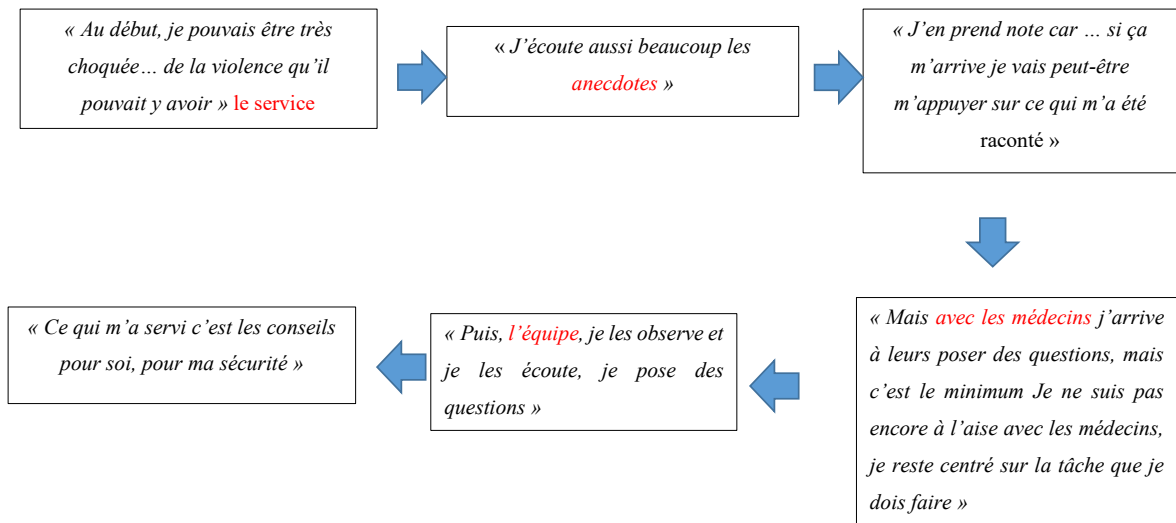 « Au début, je pouvais être très
choquée… de la violence qu’il
pouvait y avoir » le service
« J’écoute aussi beaucoup les
anecdotes »
« J’en prend note car … si ça
m’arrive je vais peut-être
m’appuyer sur ce qui m’a été
raconté »
« Mais avec les médecins j’arrive
à leurs poser des questions, mais
c’est le minimum Je ne suis pas
encore à l’aise avec les médecins,
je reste centré sur la tâche que je
dois faire »
« Puis, l’équipe, je les observe et
je les écoute, je pose des
questions »
« Ce qui m’a servi c’est les conseils
pour soi, pour ma sécurité »